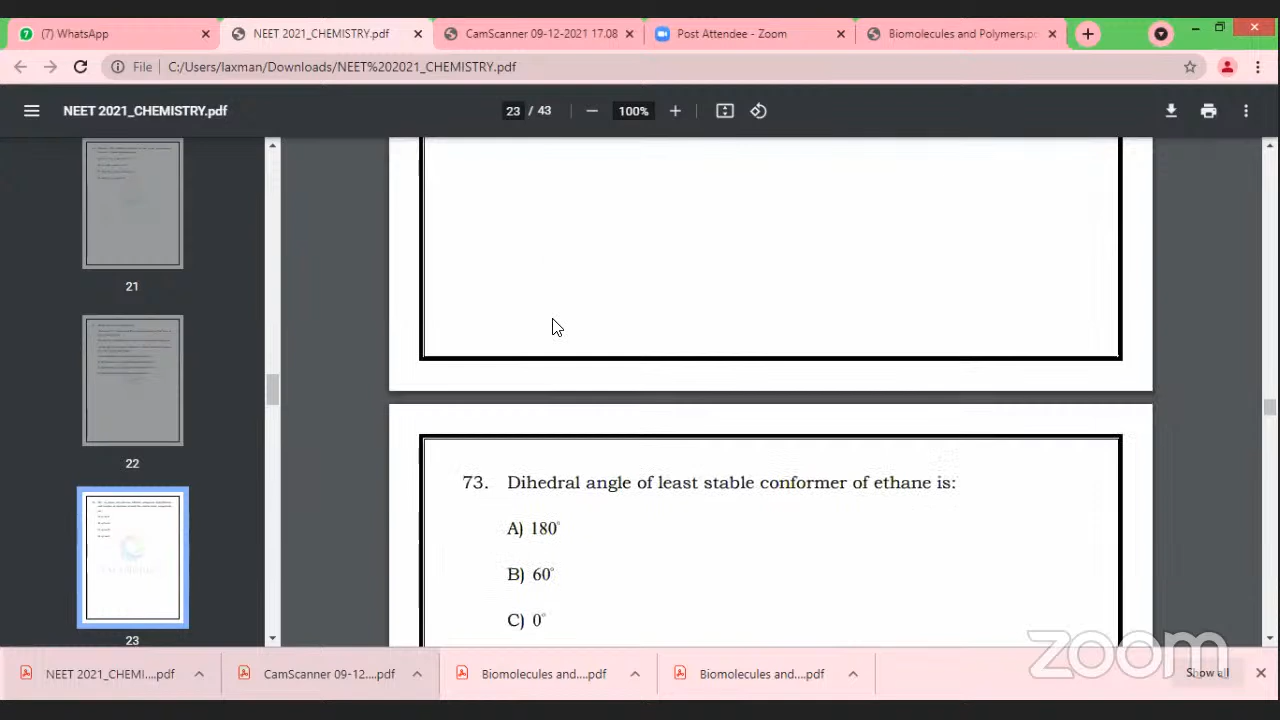 (7) WhatsApp
NEET 2021_CHEMISTRY.pdf
CamScanner 09-12-2021 17.08
Post Attendee - Zoom
Biomolecules and Polymers.p
File
C:/Users/laxman/Downloads/NEET%202021_CHEMISTRY.pdf
NEET 2021_CHEMISTRY.pdf
23 / 43
100%
21
22
23
73. Dihedral angle of least stable conformer of ethane is:
A) 180°
B) 60°
C) 0°
zoom
NEET 2021_CHEMI....pdf
CamScanner 09-12....pdf
Biomolecules and....pdf
Biomolecules and....pdf
Show all